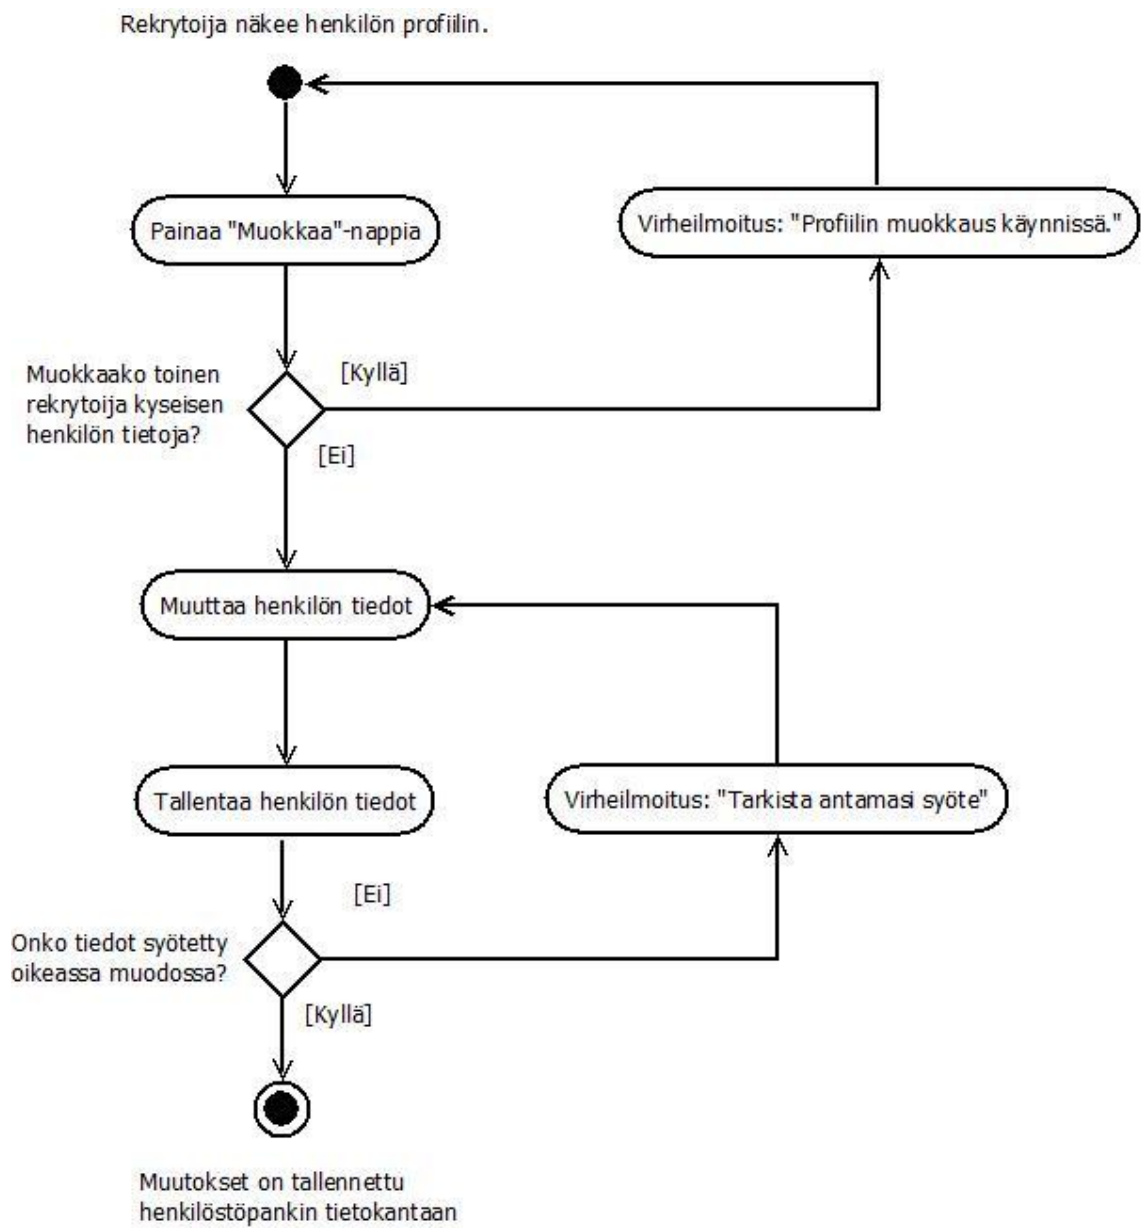 Rekrytoija näkee henkilön profiilin.
Painaa "Muokkaa"-nappia
Virheilmoitus: "Profiilin muokkaus käynnissä."
Muokkaako toinen
rekrytoija kyseisen
henkilön tietoja?
[Kyllä]
[Ei]
Muuttaa henkilön tiedot
Tallentaa henkilön tiedot
Virheilmoitus: "Tarkista antamasi syöte"
[Ei]
Onko tiedot syötetty
oikeassa muodossa?
[Kyllä]
Muutokset on tallennettu
henkilöstöpankin tietokantaan